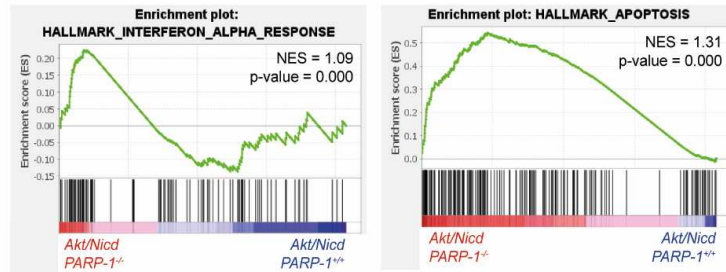 Enrichment plot:
HALLMARK_INTERFERON_ALPHA_RESPONSE
NES = 1.09
p-value = 0.000
Enrichment score (ES)
0.20
0.15
0.10
0.05
0.00
-0.05
-0.10
-0.15
Akt/Nicd
PARP-1-/-
Akt/Nicd
PARP-1+/+
Enrichment plot: HALLMARK_APOPTOSIS
NES = 1.31
p-value = 0.000
Enrichment score (ES)
0.5
0.4
0.3
0.2
0.1
0.0
Akt/Nicd
PARP-1-/-
Akt/Nicd
PARP-1+/+